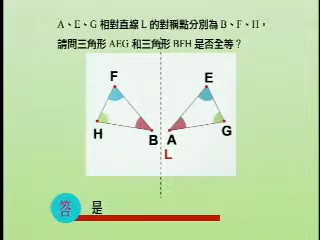 A、E、G 相對直線 L 的對稱點分別為 B、F、H，
請問三角形 AEG 和三角形 BFH 是否全等？
F E
H B A G
L
答 是